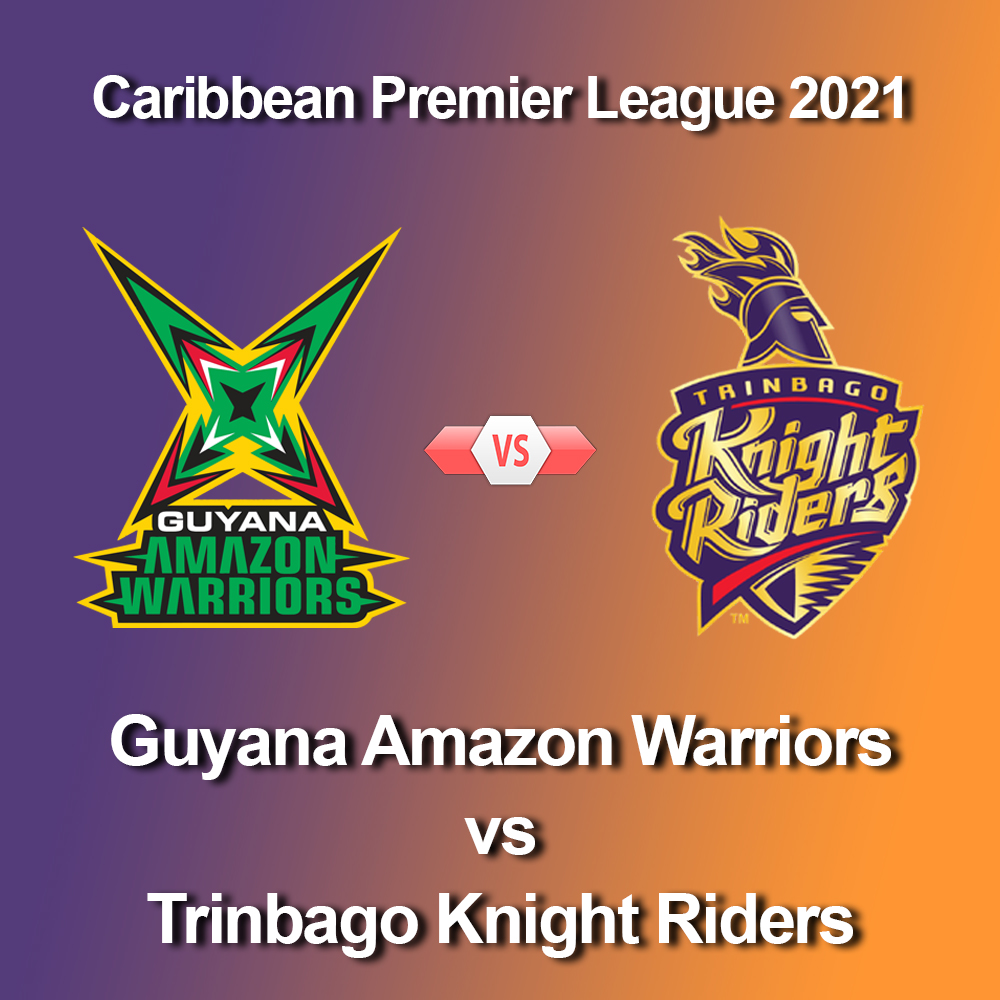 Caribbean Premier League 2021
GUYANA
AMAZON
WARRIORS
VS
TRINBAGO
Knight
Riders
TM
Guyana Amazon Warriors
vs
Trinbago Knight Riders